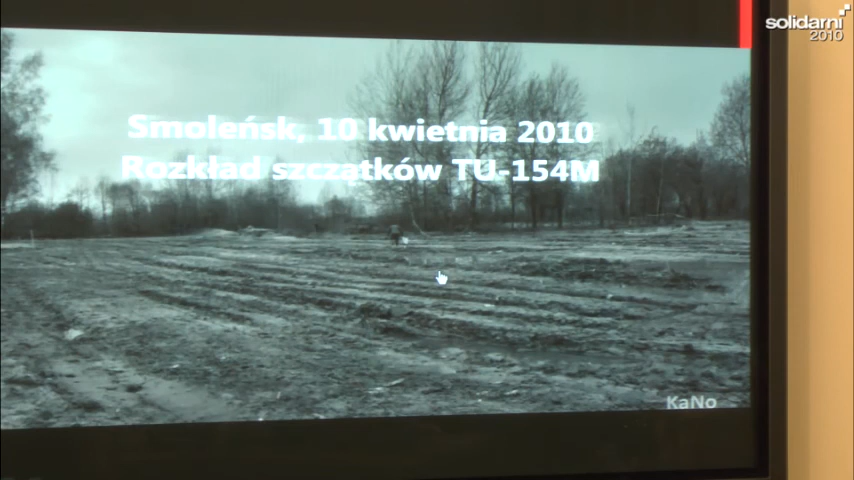 solidarni
2010
Smoleńsk, 10 kwietnia 2010
Rozkład szczątków TU-154M
KaNo